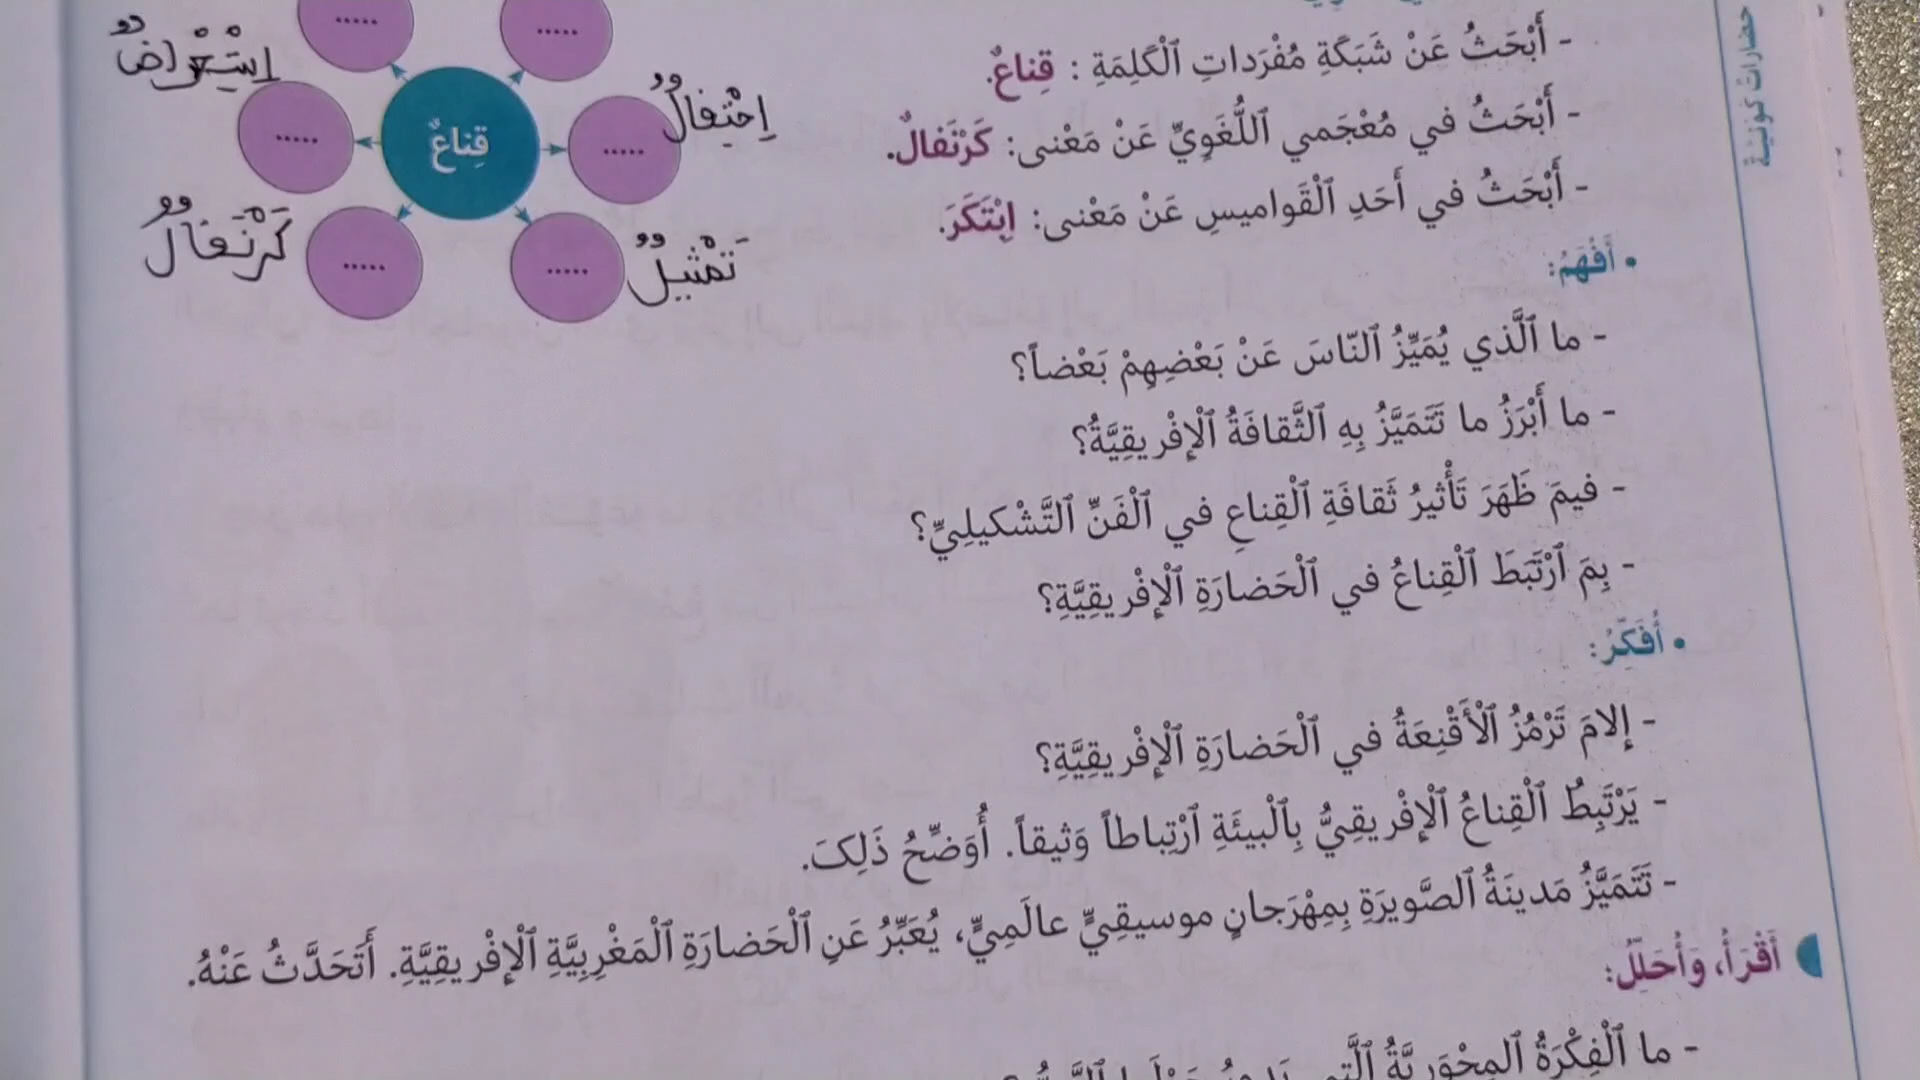 حضارات كونية
- أَبْحَثُ عَنْ شَبَكَةِ مُفْرَداتِ ٱلْكَلِمَةِ : قِناعٌ.
- أَبْحَثُ في مُعْجَمي ٱللُّغَوِيِّ عَنْ مَعْنى: كَرْنَفالٌ.
- أَبْحَثُ في أَحَدِ ٱلْقَواميسِ عَنْ مَعْنى: اِبْتَكَرَ.
.....
.....
إِسْتِعْراضٌ
.....
قِناعٌ
.....
اِحْتِفالٌ
كَرْنَفالٌ
.....
.....
تَمْثيلٌ
• أَفْهَمُ:
- ما ٱلَّذي يُمَيِّزُ ٱلنّاسَ عَنْ بَعْضِهِمْ بَعْضاً؟
- ما أَبْرَزُ ما تَتَمَيَّزُ بِهِ ٱلثَّقافَةُ ٱلْإِفْريقِيَّةُ؟
- فيمَ ظَهَرَ تَأْثيرُ ثَقافَةِ ٱلْقِناعِ في ٱلْفَنِّ ٱلتَّشْكيلِيِّ؟
- بِمَ ٱرْتَبَطَ ٱلْقِناعُ في ٱلْحَضارَةِ ٱلْإِفْريقِيَّةِ؟
• أُفَكِّرُ:
- إِلامَ تَرْمُزُ ٱلْأَقْنِعَةُ في ٱلْحَضارَةِ ٱلْإِفْريقِيَّةِ؟
- يَرْتَبِطُ ٱلْقِناعُ ٱلْإِفْريقِيُّ بِٱلْبيئَةِ ٱرْتِباطاً وَثيقاً. أُوَضِّحُ ذَلِكَ.
- تَتَمَيَّزُ مَدينَةُ ٱلصَّويرَةِ بِمِهْرَجانٍ موسيقِيٍّ عالَمِيٍّ، يُعَبِّرُ عَنِ ٱلْحَضارَةِ ٱلْمَغْرِبِيَّةِ ٱلْإِفْريقِيَّةِ. أَتَحَدَّثُ عَنْهُ.
أَقْرَأُ، وَأُحَلِّلُ:
- ما ٱلْفِكْرَةُ ٱلمِحْوَرِيَّةُ ٱلَّتي